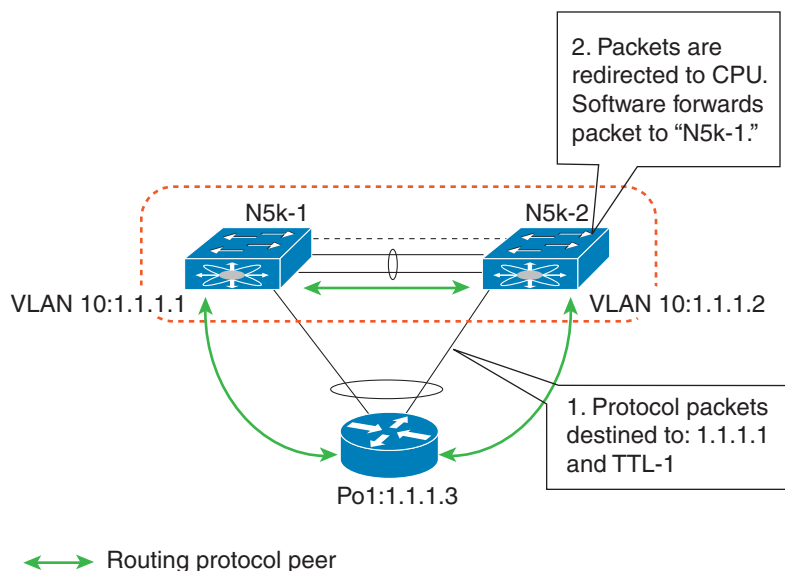 2. Packets are
redirected to CPU.
Software forwards
packet to “N5k-1.”
N5k-1
N5k-2
VLAN 10:1.1.1.1
VLAN 10:1.1.1.2
1. Protocol packets
destined to: 1.1.1.1
and TTL-1
Po1:1.1.1.3
Routing protocol peer